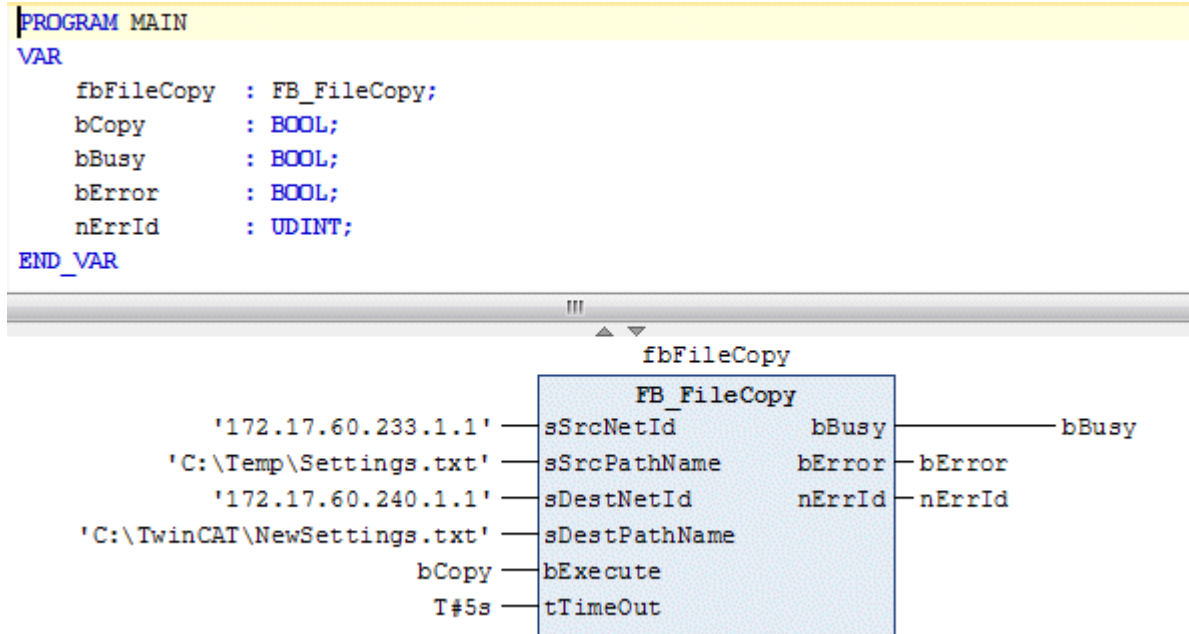 PROGRAM MAIN
VAR
fbFileCopy : FB_FileCopy;
bCopy : BOOL;
bBusy : BOOL;
bError : BOOL;
nErrId : UDINT;
END_VAR
fbFileCopy
FB_FileCopy
'172.17.60.233.1.1' sSrcNetId bBusy bBusy
'C:\Temp\Settings.txt' sSrcPathName bError bError
'172.17.60.240.1.1' sDestNetId nErrId nErrId
'C:\TwinCAT\NewSettings.txt' sDestPathName
bCopy bExecute
T#5s tTimeOut